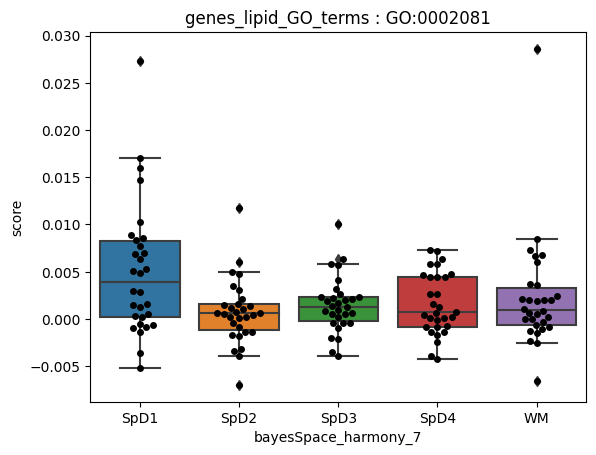 genes_lipid_GO_terms : GO:0002081
0.030
0.025
0.020
0.015
0.010
0.005
0.000
−0.005
score
SpD1 SpD2 SpD3 SpD4 WM
bayesSpace_harmony_7